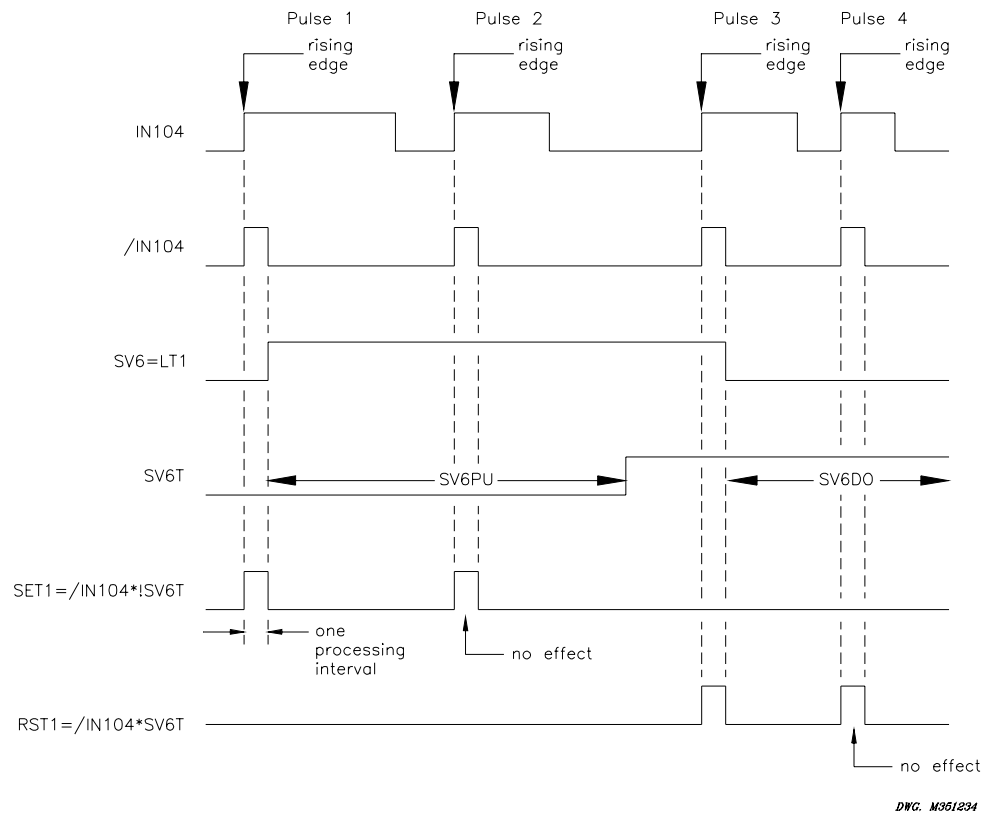 Pulse 1
Pulse 2
Pulse 3
Pulse 4
rising
edge
rising
edge
rising
edge
rising
edge
IN104
/IN104
SV6=LT1
SV6T
SV6PU
SV6DO
SET1=/IN104*!SV6T
one
processing
interval
no effect
RST1=/IN104*SV6T
no effect
DWG. M351234